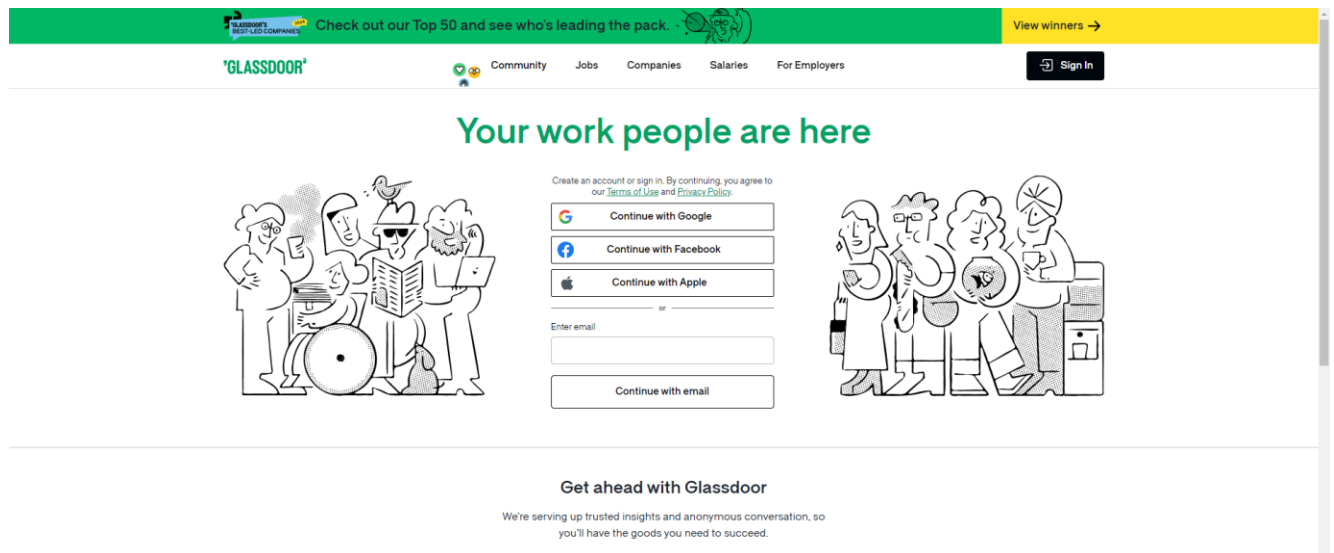 'GLASSDOOR'S
BEST-LED COMPANIES
Check out our Top 50 and see who's leading the pack.
View winners →
'GLASSDOOR'
Community
Jobs
Companies
Salaries
For Employers
Sign In
Your work people are here
Create an account or sign in. By continuing, you agree to
our Terms of Use and Privacy Policy.
Continue with Google
Continue with Facebook
Continue with Apple
or
Enter email
Continue with email
Get ahead with Glassdoor
We're serving up trusted insights and anonymous conversation, so
you'll have the goods you need to succeed.